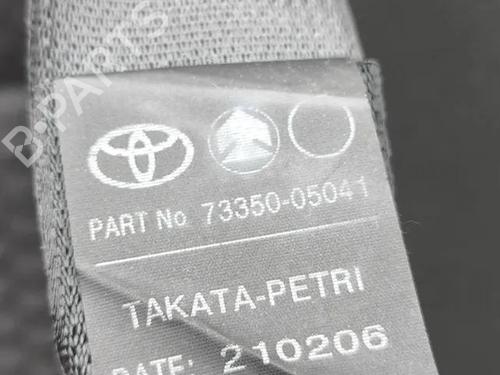 B-PARTS
PART No 73350-05041
TAKATA-PETRI
DATE: 210206